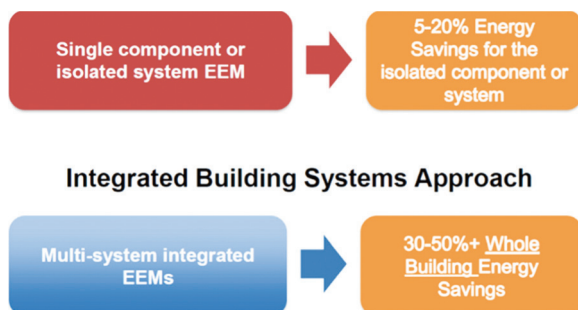 Single component or
isolated system EEM
5-20% Energy
Savings for the
isolated component or
system
Integrated Building Systems Approach
Multi-system integrated
EEMs
30-50%+ Whole
Building Energy
Savings